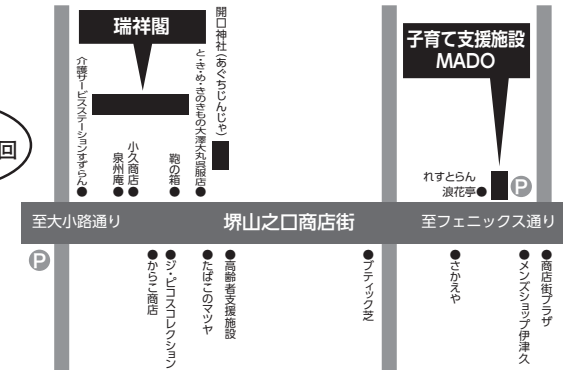 回
瑞祥閣
子育て支援施設
MADO
介護サービスステーションすずらん
泉州庵
小久商店
鞄の箱
と・き・め・きのきもの大澤大丸呉服店
開口神社(あぐちじんじゃ)
れすとらん
浪花亭
P
至大小路通り
堺山之口商店街
至フェニックス通り
P
からこ商店
ジ・ピコスコレクション
たばこのマツヤ
高齢者支援施設
ブティック芝
さかえや
メンズショップ伊津久
商店街プラザ